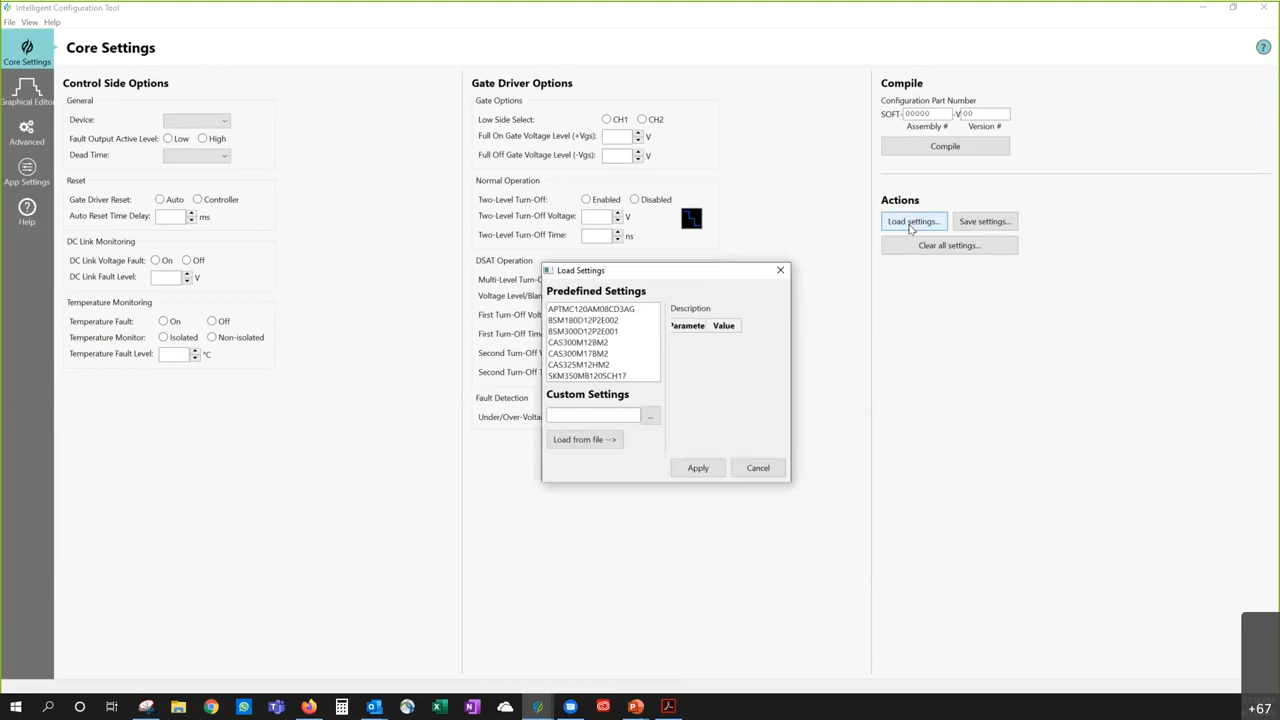 Intelligent Configuration Tool
File View Help
Core Settings
Graphical Editor
Advanced
App Settings
Help
Core Settings
?
Control Side Options
General
Device:
Fault Output Active Level: Low High
Dead Time:
Reset
Gate Driver Reset: Auto Controller
Auto Reset Time Delay: ms
DC Link Monitoring
DC Link Voltage Fault: On Off
DC Link Fault Level: V
Temperature Monitoring
Temperature Fault: On Off
Temperature Monitor: Isolated Non-isolated
Temperature Fault Level: °C
Gate Driver Options
Gate Options
Low Side Select: CH1 CH2
Full On Gate Voltage Level (+Vgs): V
Full Off Gate Voltage Level (-Vgs): V
Normal Operation
Two-Level Turn-Off: Enabled Disabled
Two-Level Turn-Off Voltage: V
Two-Level Turn-Off Time: ns
DSAT Operation
Multi-Level Turn-O
Voltage Level/Blan
First Turn-Off Volt
First Turn-Off Time
Second Turn-Off V
Second Turn-Off T
Fault Detection
Under/Over-Volta
Load Settings
Predefined Settings
APTMC120AM08CD3AG
BSM180D12P2E002
BSM300D12P2E001
CAS300M12BM2
CAS300M17BM2
CAS325M12HM2
SKM350MB120SCH17
Custom Settings
...
Load from file -->
Description
Paramete Value
Apply Cancel
Compile
Configuration Part Number
SOFT- 00000 -V 00
Assembly # Version #
Compile
Actions
Load settings... Save settings...
Clear all settings...
+67